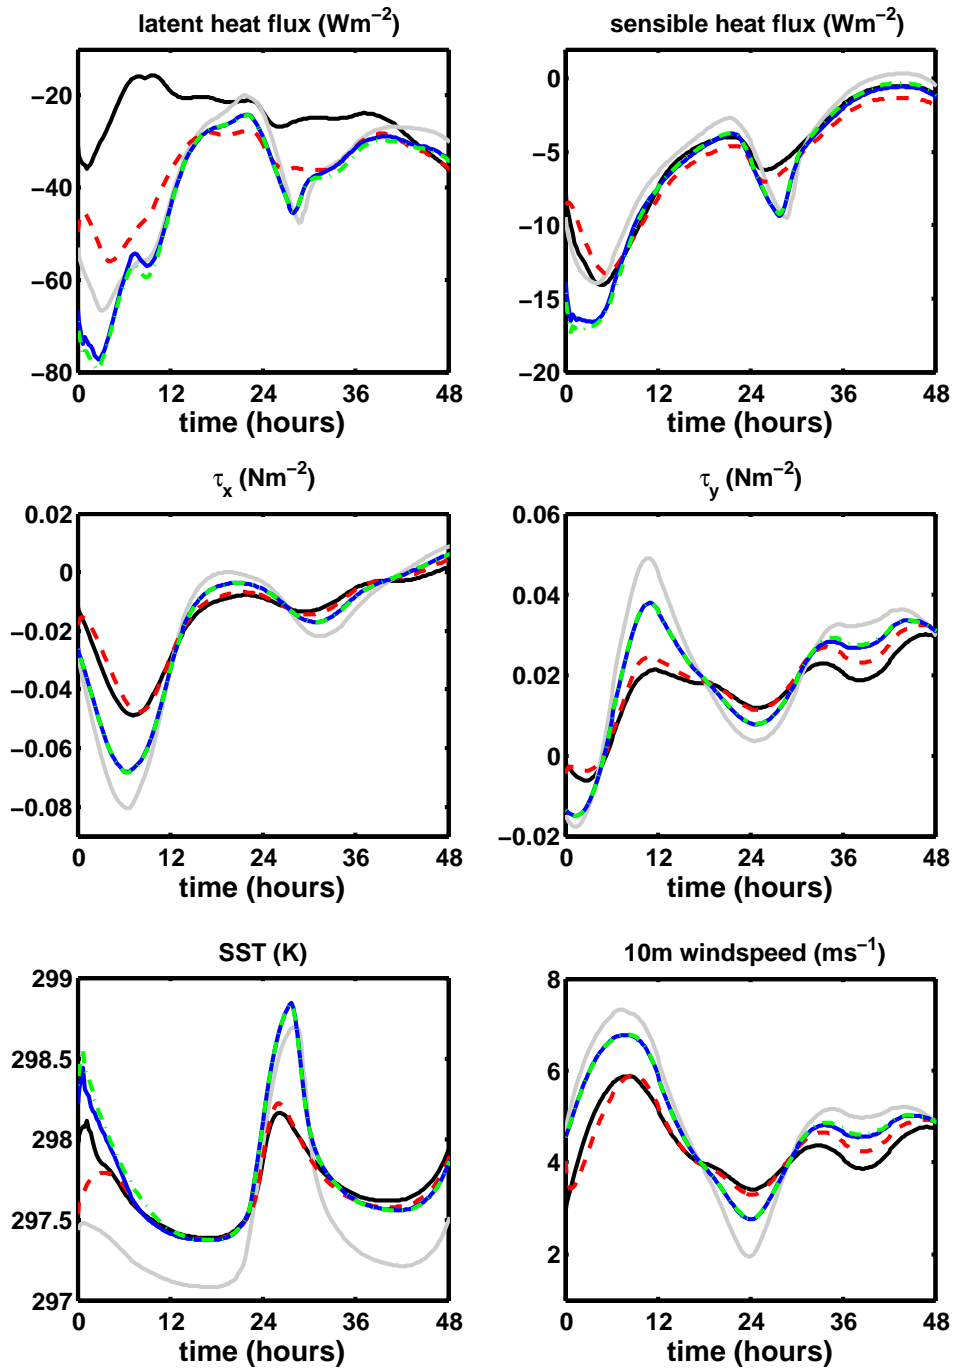 latent heat flux (Wm⁻²)
−20
−40
−60
−80
0 12 24 36 48
time (hours)
sensible heat flux (Wm⁻²)
0
−5
−10
−15
−20
0 12 24 36 48
time (hours)
τx (Nm⁻²)
0.02
0
−0.02
−0.04
−0.06
−0.08
0 12 24 36 48
time (hours)
τy (Nm⁻²)
0.06
0.04
0.02
0
−0.02
0 12 24 36 48
time (hours)
SST (K)
299
298.5
298
297.5
297
0 12 24 36 48
time (hours)
10m windspeed (ms⁻¹)
8
6
4
2
0 12 24 36 48
time (hours)